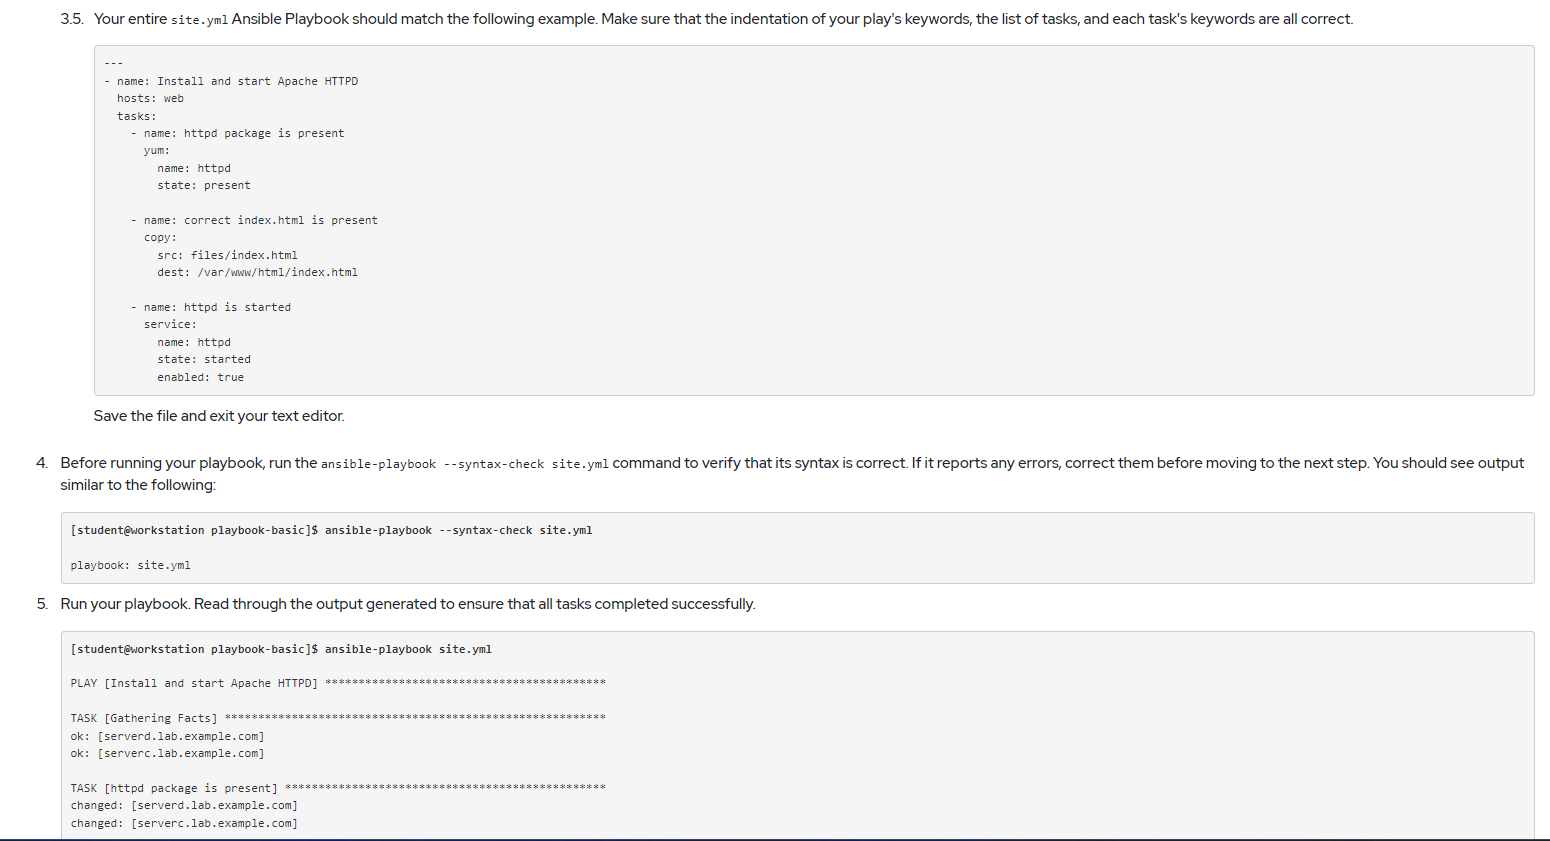 3.5. Your entire site.yml Ansible Playbook should match the following example. Make sure that the indentation of your play's keywords, the list of tasks, and each task's keywords are all correct.
---
- name: Install and start Apache HTTPD
  hosts: web
  tasks:
    - name: httpd package is present
      yum:
        name: httpd
        state: present

    - name: correct index.html is present
      copy:
        src: files/index.html
        dest: /var/www/html/index.html

    - name: httpd is started
      service:
        name: httpd
        state: started
        enabled: true
Save the file and exit your text editor.
4. Before running your playbook, run the ansible-playbook --syntax-check site.yml command to verify that its syntax is correct. If it reports any errors, correct them before moving to the next step. You should see output
similar to the following:
[student@workstation playbook-basic]$ ansible-playbook --syntax-check site.yml

playbook: site.yml
5. Run your playbook. Read through the output generated to ensure that all tasks completed successfully.
[student@workstation playbook-basic]$ ansible-playbook site.yml

PLAY [Install and start Apache HTTPD] ******************************************

TASK [Gathering Facts] *********************************************************
ok: [serverd.lab.example.com]
ok: [serverc.lab.example.com]

TASK [httpd package is present] ************************************************
changed: [serverd.lab.example.com]
changed: [serverc.lab.example.com]